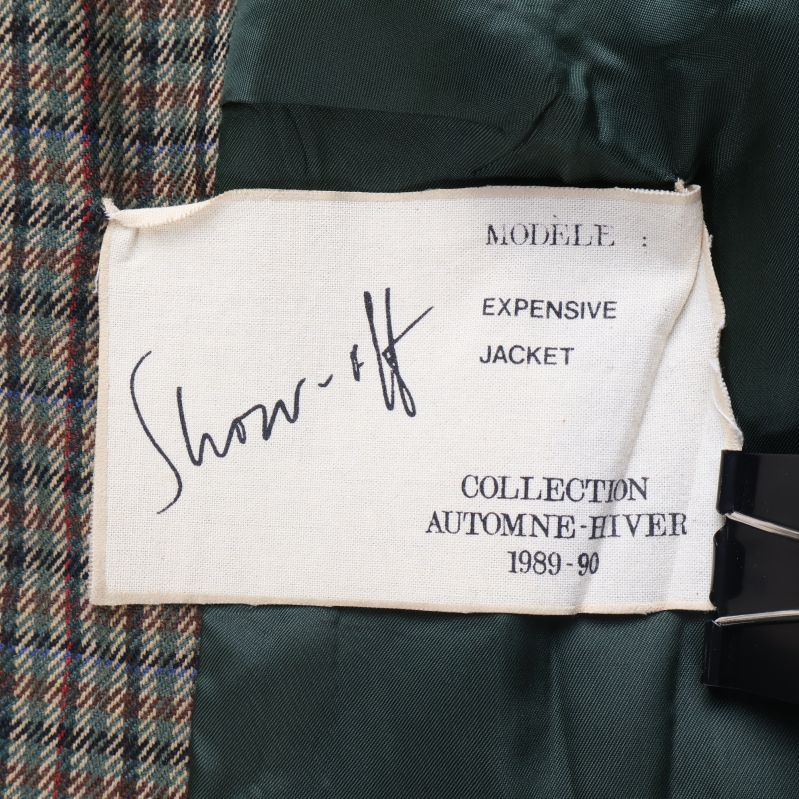 Show-off
MODÈLE :
EXPENSIVE
JACKET
COLLECTION
AUTOMNE-HIVER
1989-90